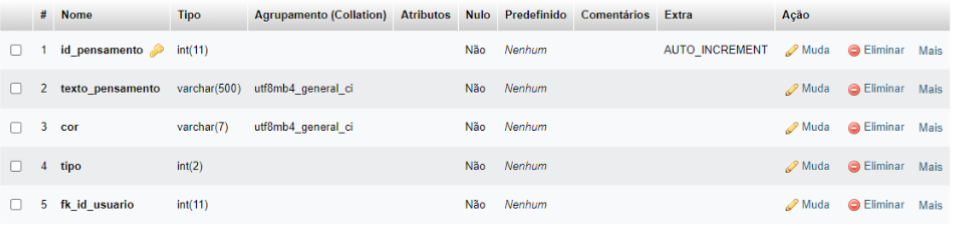 # Nome Tipo Agrupamento (Collation) Atributos Nulo Predefinido Comentários Extra Ação
1 id_pensamento int(11) Não Nenhum AUTO_INCREMENT Muda Eliminar Mais
2 texto_pensamento varchar(500) utf8mb4_general_ci Não Nenhum Muda Eliminar Mais
3 cor varchar(7) utf8mb4_general_ci Não Nenhum Muda Eliminar Mais
4 tipo int(2) Não Nenhum Muda Eliminar Mais
5 fk_id_usuario int(11) Não Nenhum Muda Eliminar Mais